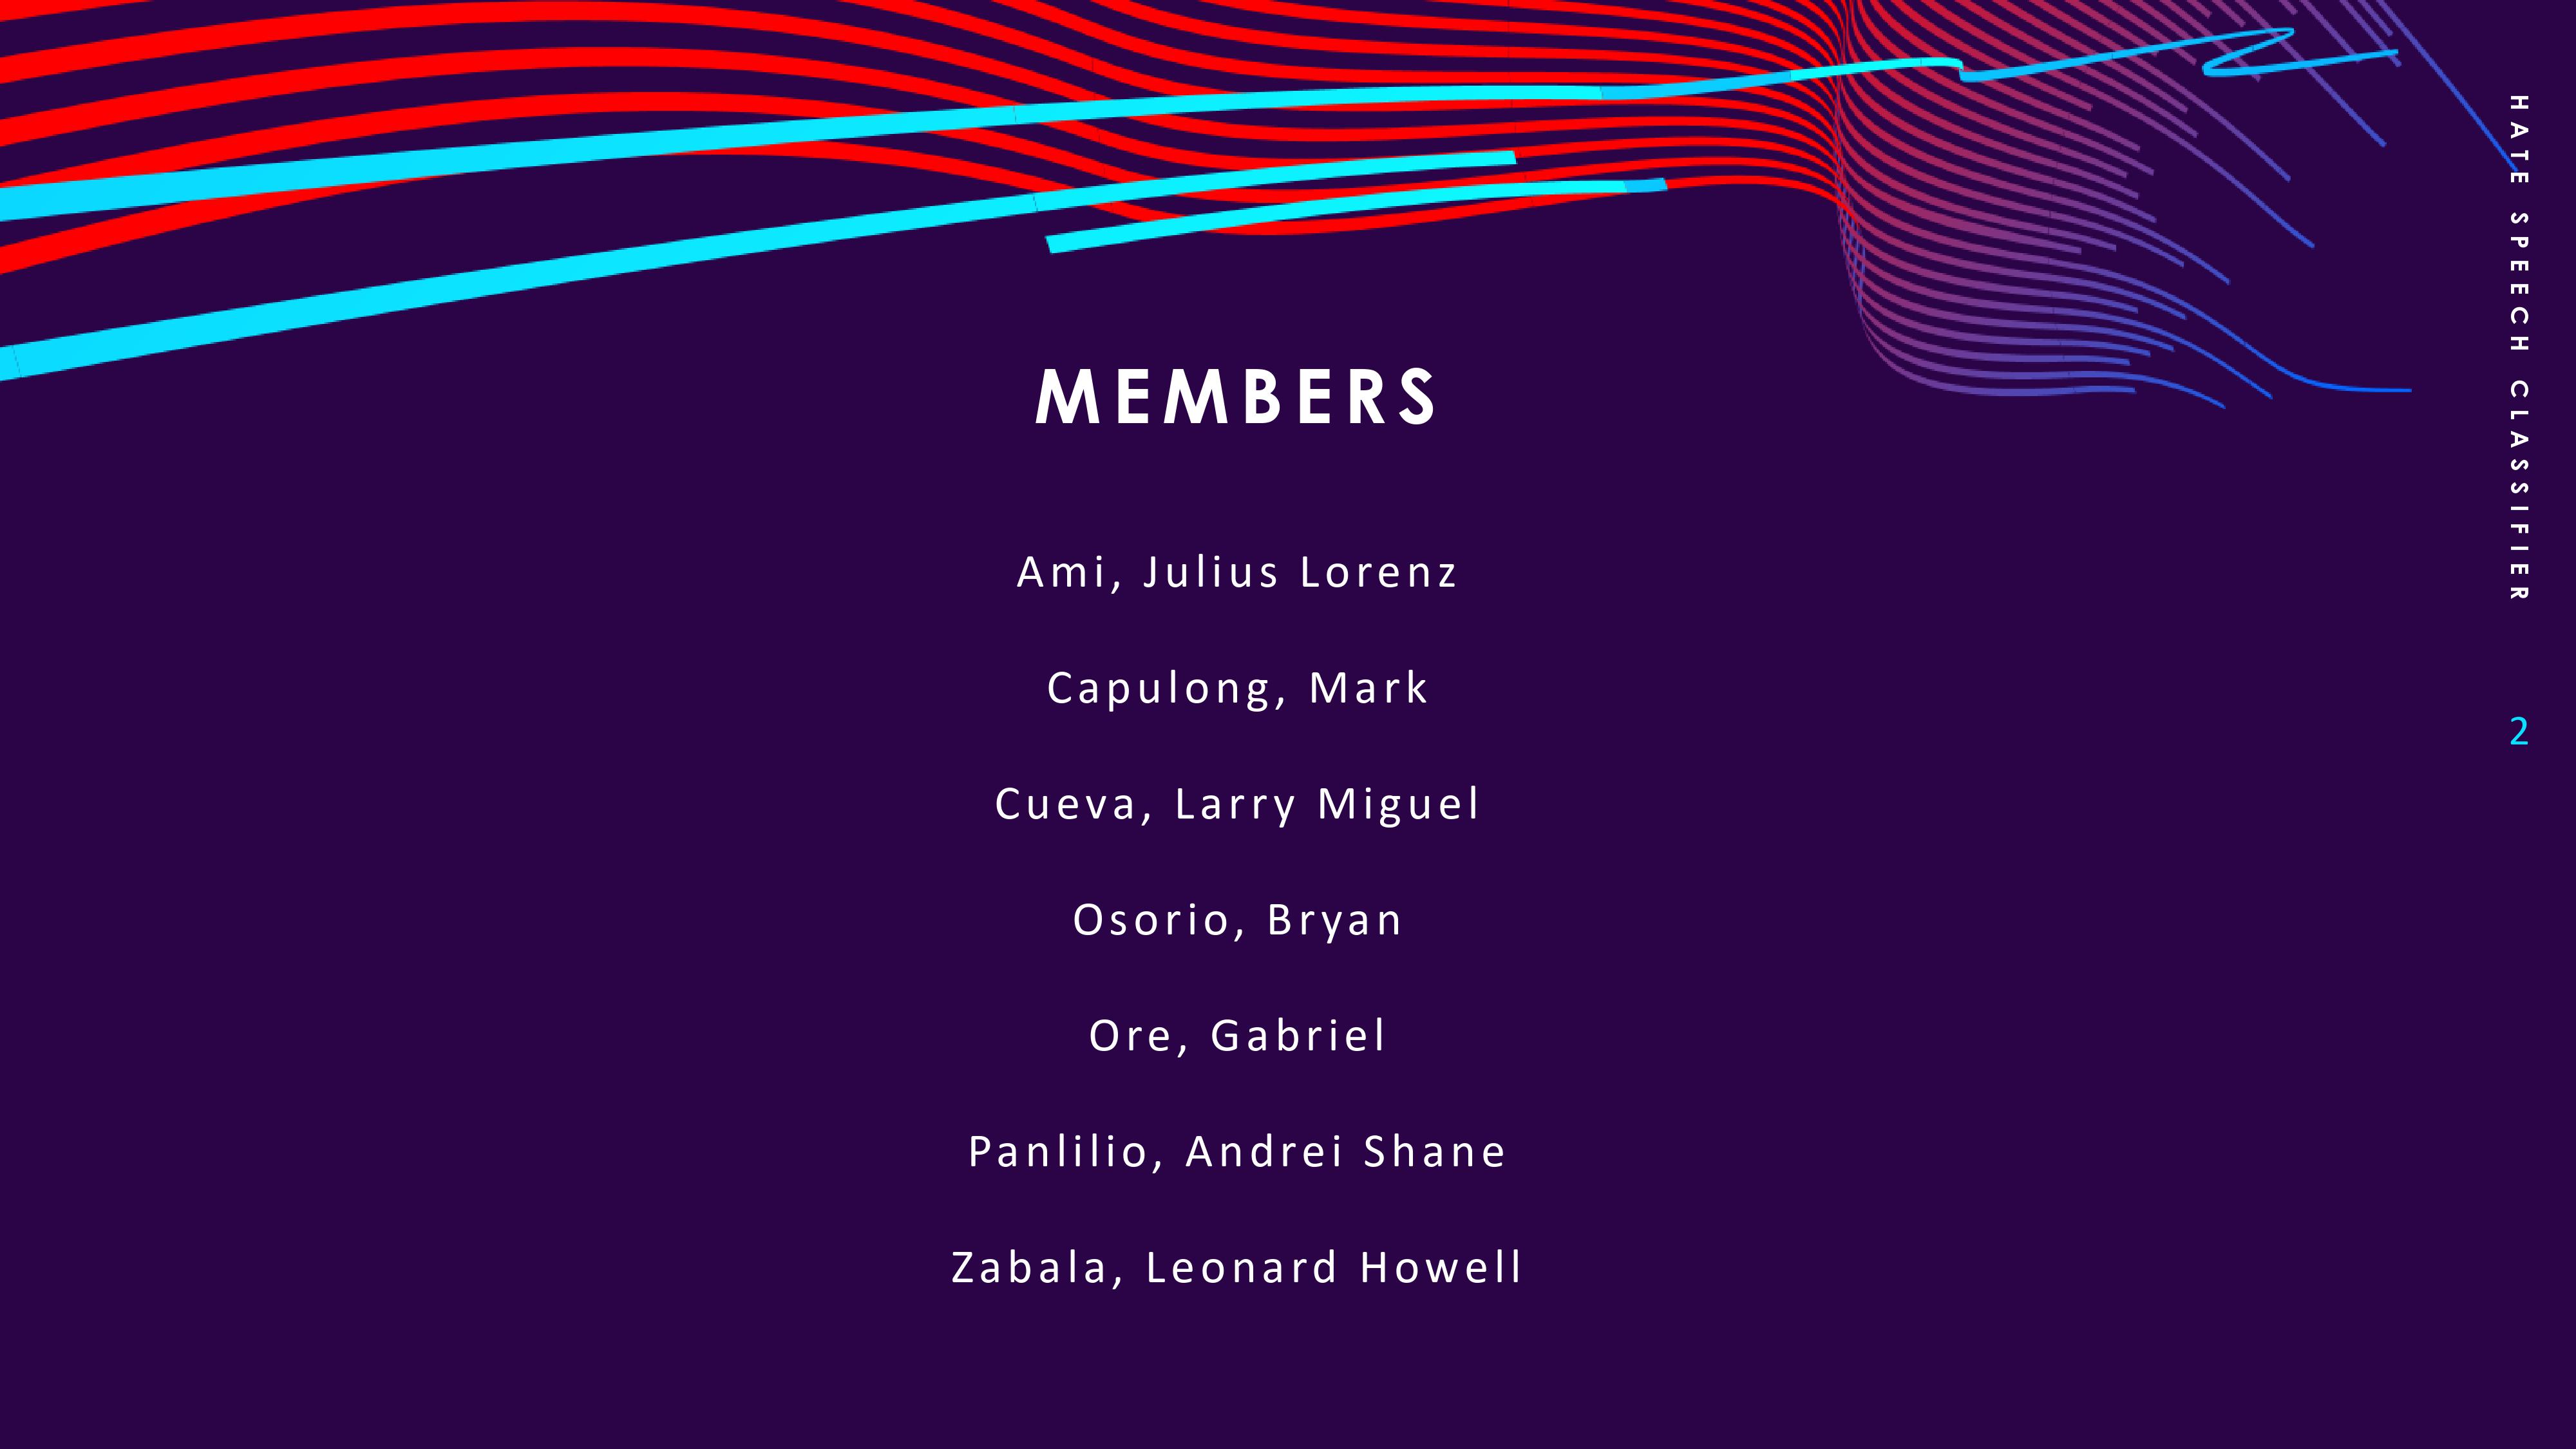 MEMBERS
Ami, Julius Lorenz
Capulong, Mark
Cueva, Larry Miguel
Osorio, Bryan
Ore, Gabriel
Panlilio, Andrei Shane
Zabala, Leonard Howell
HATE SPEECH CLASSIFIER
2